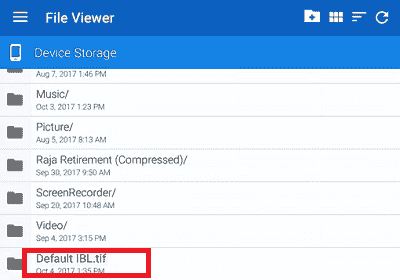 File Viewer
Device Storage
Aug 7, 2017 1:46 PM
Music/
Oct 3, 2017 1:23 PM
Picture/
Aug 5, 2017 8:13 AM
Raja Retirement (Compressed)/
Sep 30, 2017 9:50 AM
ScreenRecorder/
Sep 20, 2017 10:48 AM
Video/
Sep 4, 2017 3:15 PM
Default IBL.tif
Oct 4, 2017 1:35 PM